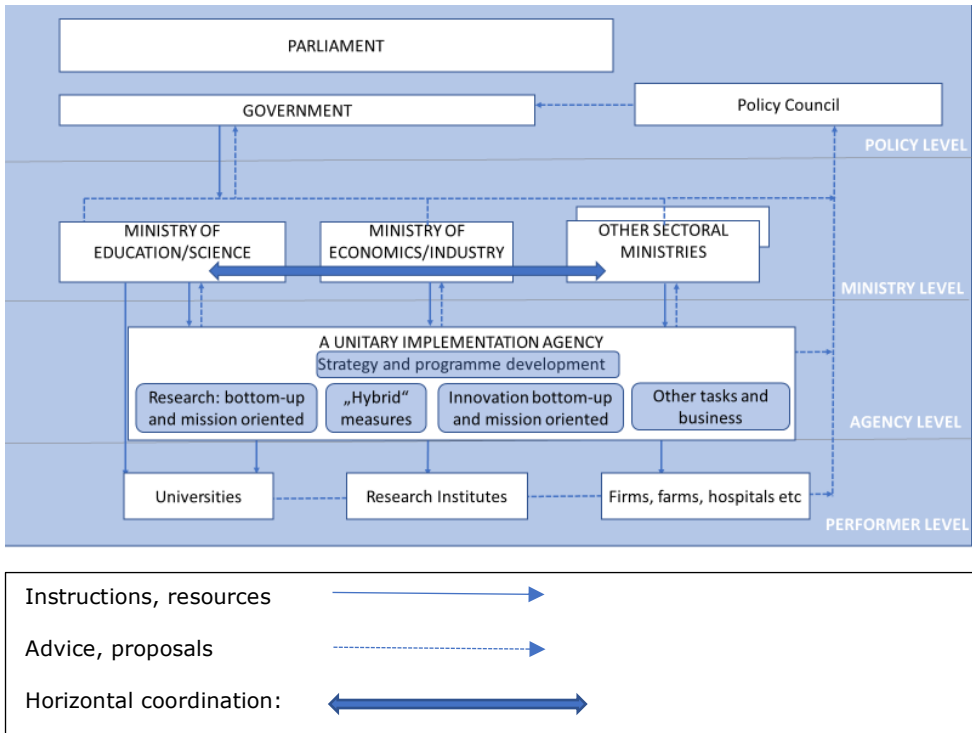 PARLIAMENT
GOVERNMENT
Policy Council
POLICY LEVEL
MINISTRY OF
EDUCATION/SCIENCE
MINISTRY OF
ECONOMICS/INDUSTRY
OTHER SECTORAL
MINISTRIES
MINISTRY LEVEL
A UNITARY IMPLEMENTATION AGENCY
Strategy and programme development
Research: bottom-up
and mission oriented
„Hybrid“
measures
Innovation bottom-up
and mission oriented
Other tasks and
business
AGENCY LEVEL
Universities
Research Institutes
Firms, farms, hospitals etc
PERFORMER LEVEL
Instructions, resources
Advice, proposals
Horizontal coordination: